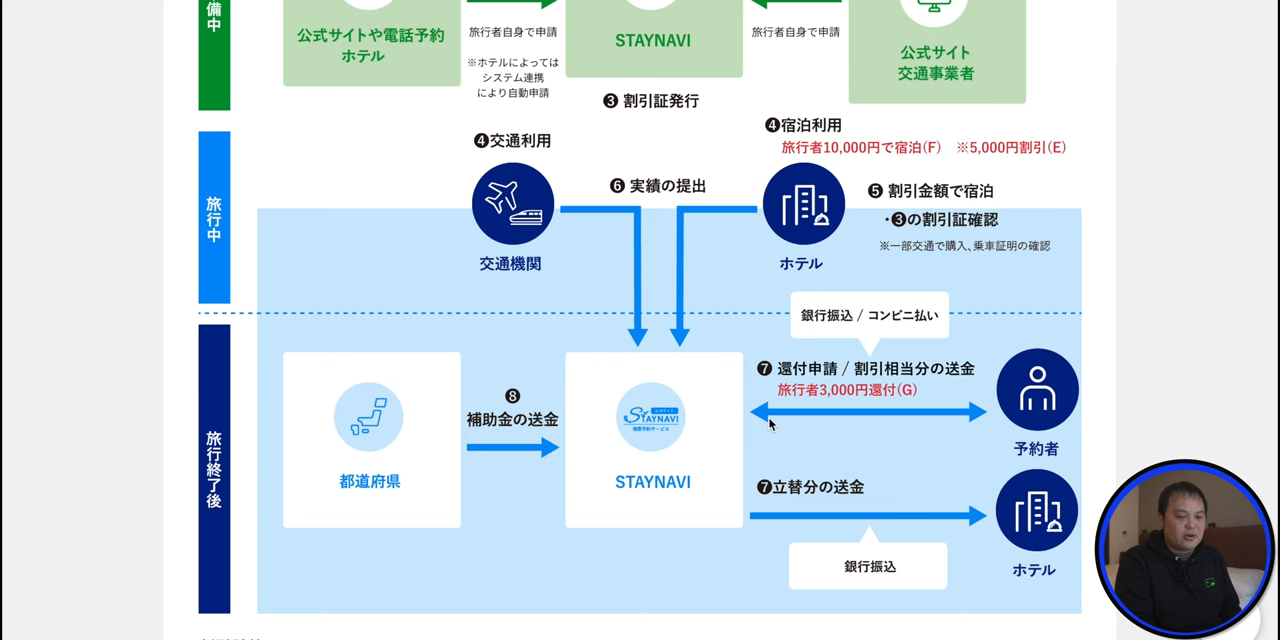 備中
公式サイトや電話予約
ホテル
旅行者自身で申請
※ホテルによっては
システム連携
により自動申請
STAYNAVI
旅行者自身で申請
公式サイト
交通事業者
❸ 割引証発行
旅行中
❹交通利用
❹宿泊利用
旅行者10,000円で宿泊(F) ※5,000円割引(E)
❻ 実績の提出
❺ 割引金額で宿泊
・❸の割引証確認
※一部交通で購入、乗車証明の確認
交通機関
ホテル
銀行振込 / コンビニ払い
旅行終了後
❼ 還付申請 / 割引相当分の送金
旅行者3,000円還付(G)
❽
補助金の送金
STAYNAVI
予約者
都道府県
STAYNAVI
❼立替分の送金
銀行振込
ホテル